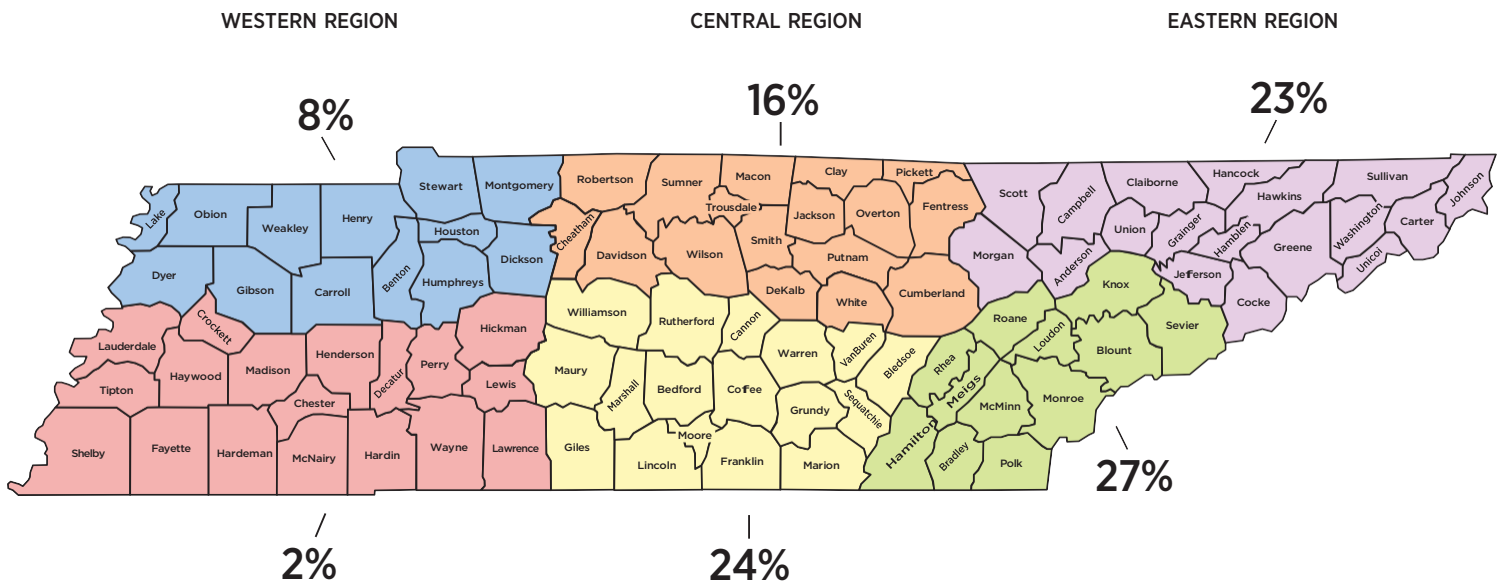 WESTERN REGION
CENTRAL REGION
EASTERN REGION
8%
16%
23%
Lake
Obion
Weakley
Henry
Stewart
Montgomery
Houston
Dickson
Humphreys
Benton
Carroll
Gibson
Dyer
Robertson
Sumner
Macon
Trousdale
Clay
Pickett
Jackson
Overton
Fentress
Cheatham
Davidson
Wilson
Smith
Putnam
DeKalb
White
Cumberland
Scott
Campbell
Claiborne
Hancock
Hawkins
Sullivan
Johnson
Carter
Washington
Unicoi
Greene
Hamblen
Grainger
Union
Anderson
Morgan
Jefferson
Cocke
Lauderdale
Crockett
Tipton
Haywood
Madison
Henderson
Decatur
Perry
Hickman
Lewis
Chester
Shelby
Fayette
Hardeman
McNairy
Hardin
Wayne
Lawrence
Williamson
Rutherford
Cannon
Maury
Marshall
Bedford
Coffee
Warren
VanBuren
Bledsoe
Sequatchie
Grundy
Moore
Giles
Lincoln
Franklin
Marion
Knox
Sevier
Roane
Loudon
Blount
Rhea
Meigs
McMinn
Monroe
Hamilton
Bradley
Polk
2%
24%
27%